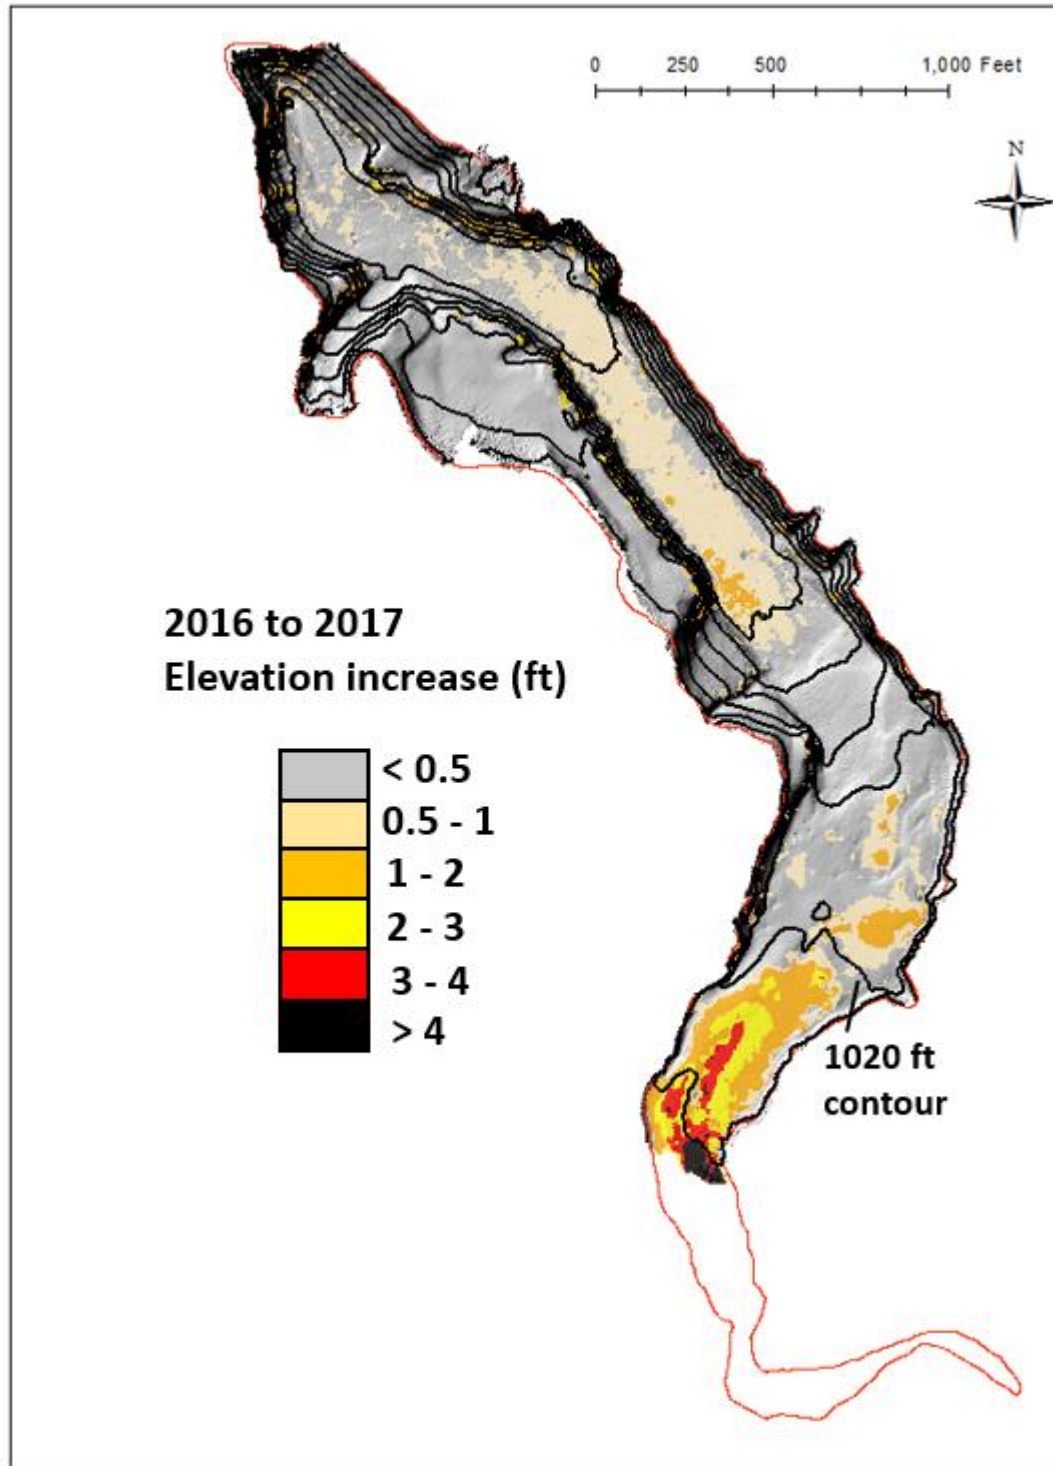 0 250 500 1,000 Feet
N
2016 to 2017
Elevation increase (ft)
< 0.5
0.5 - 1
1 - 2
2 - 3
3 - 4
> 4
1020 ft
contour